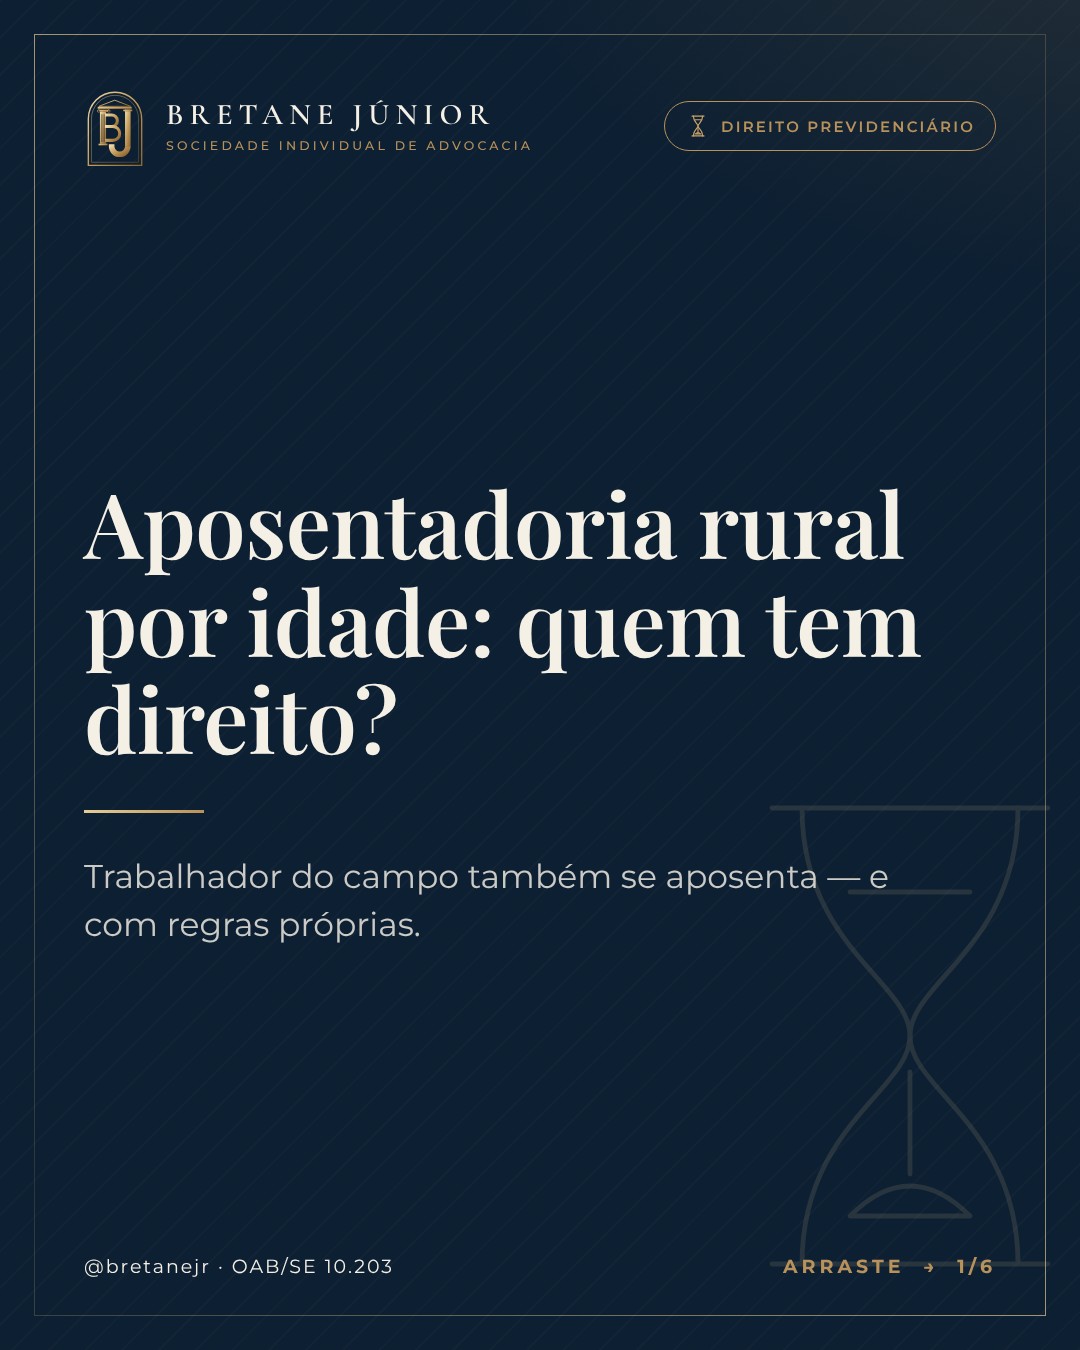 BJ
BRETANE JÚNIOR
SOCIEDADE INDIVIDUAL DE ADVOCACIA
DIREITO PREVIDENCIÁRIO
Aposentadoria rural
por idade: quem tem
direito?
Trabalhador do campo também se aposenta — e
com regras próprias.
@bretanejr · OAB/SE 10.203
ARRASTE → 1/6